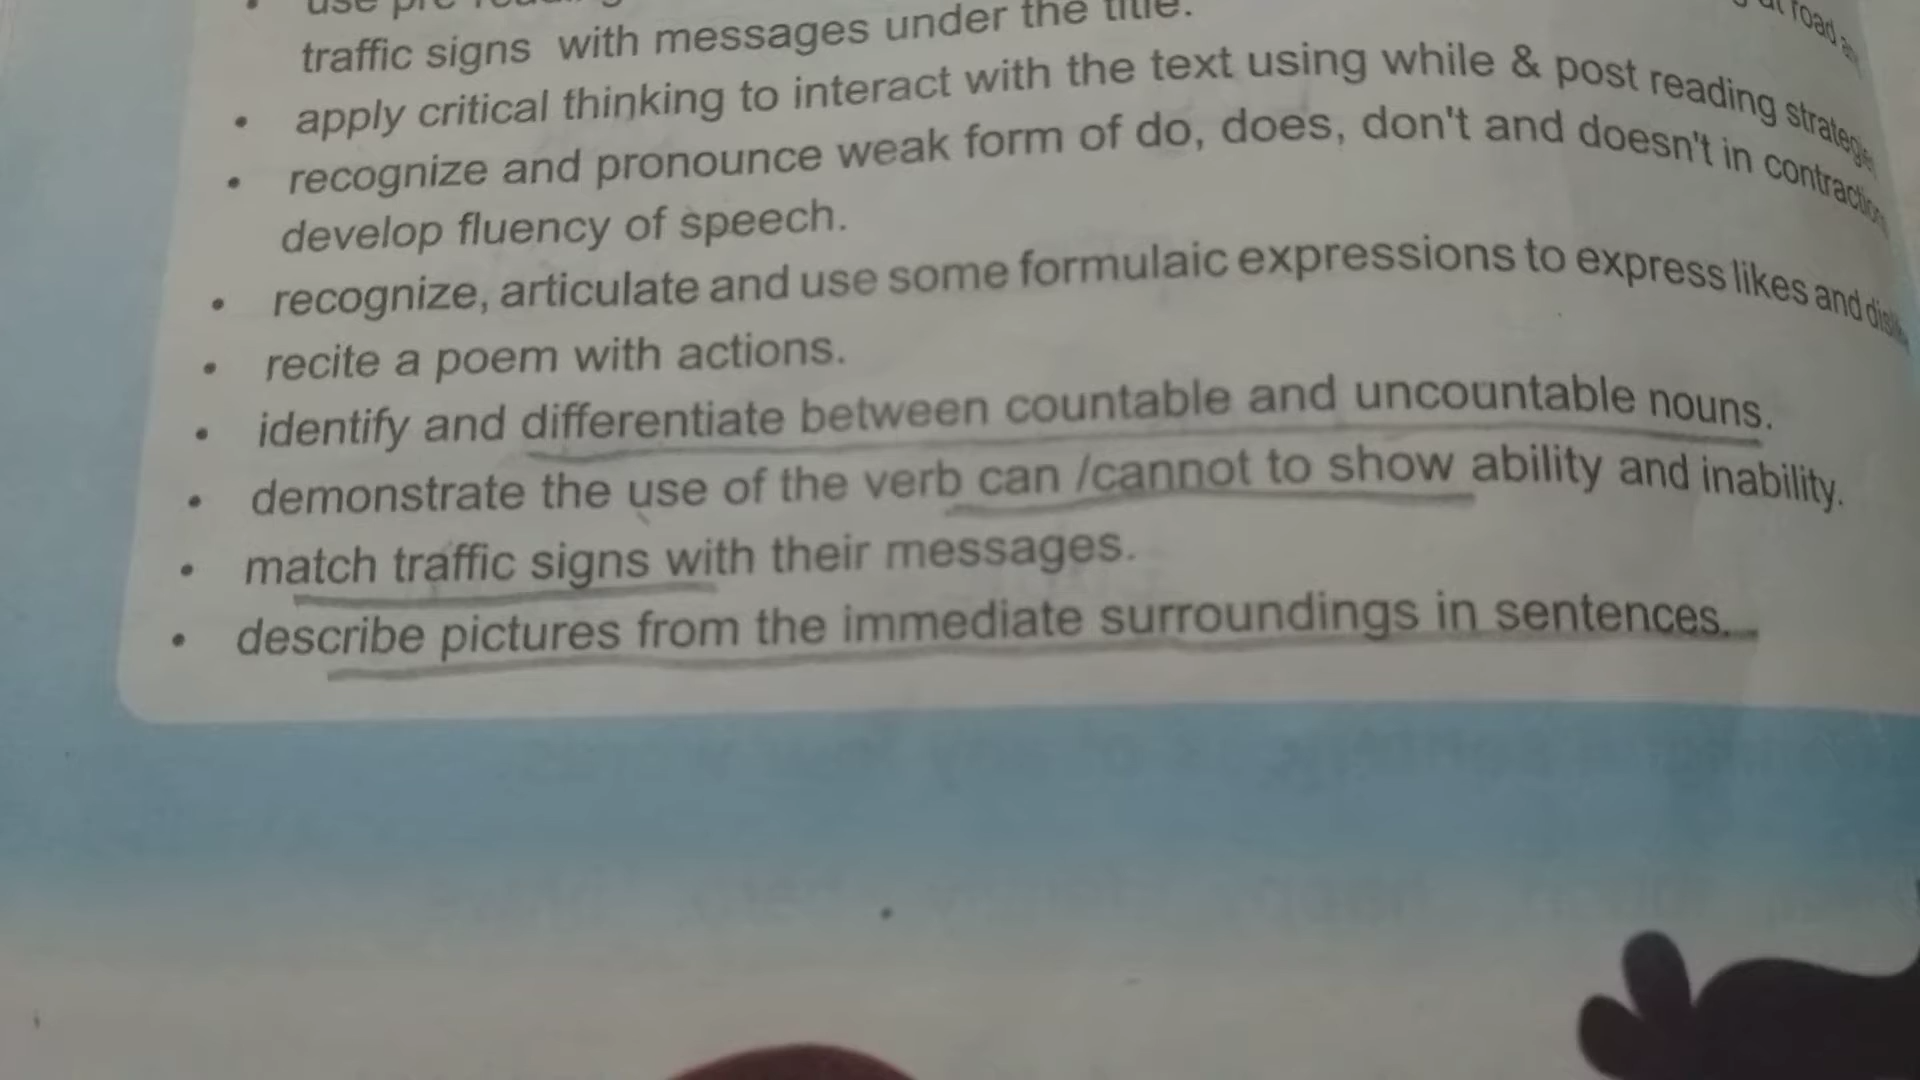 traffic signs with messages under the title.
• apply critical thinking to interact with the text using while & post reading
• recognize and pronounce weak form of do, does, don't and doesn't in
develop fluency of speech.
• recognize, articulate and use some formulaic expressions to express likes and
• recite a poem with actions.
• identify and differentiate between countable and uncountable nouns.
• demonstrate the use of the verb can /cannot to show ability and inability.
• match traffic signs with their messages.
• describe pictures from the immediate surroundings in sentences.